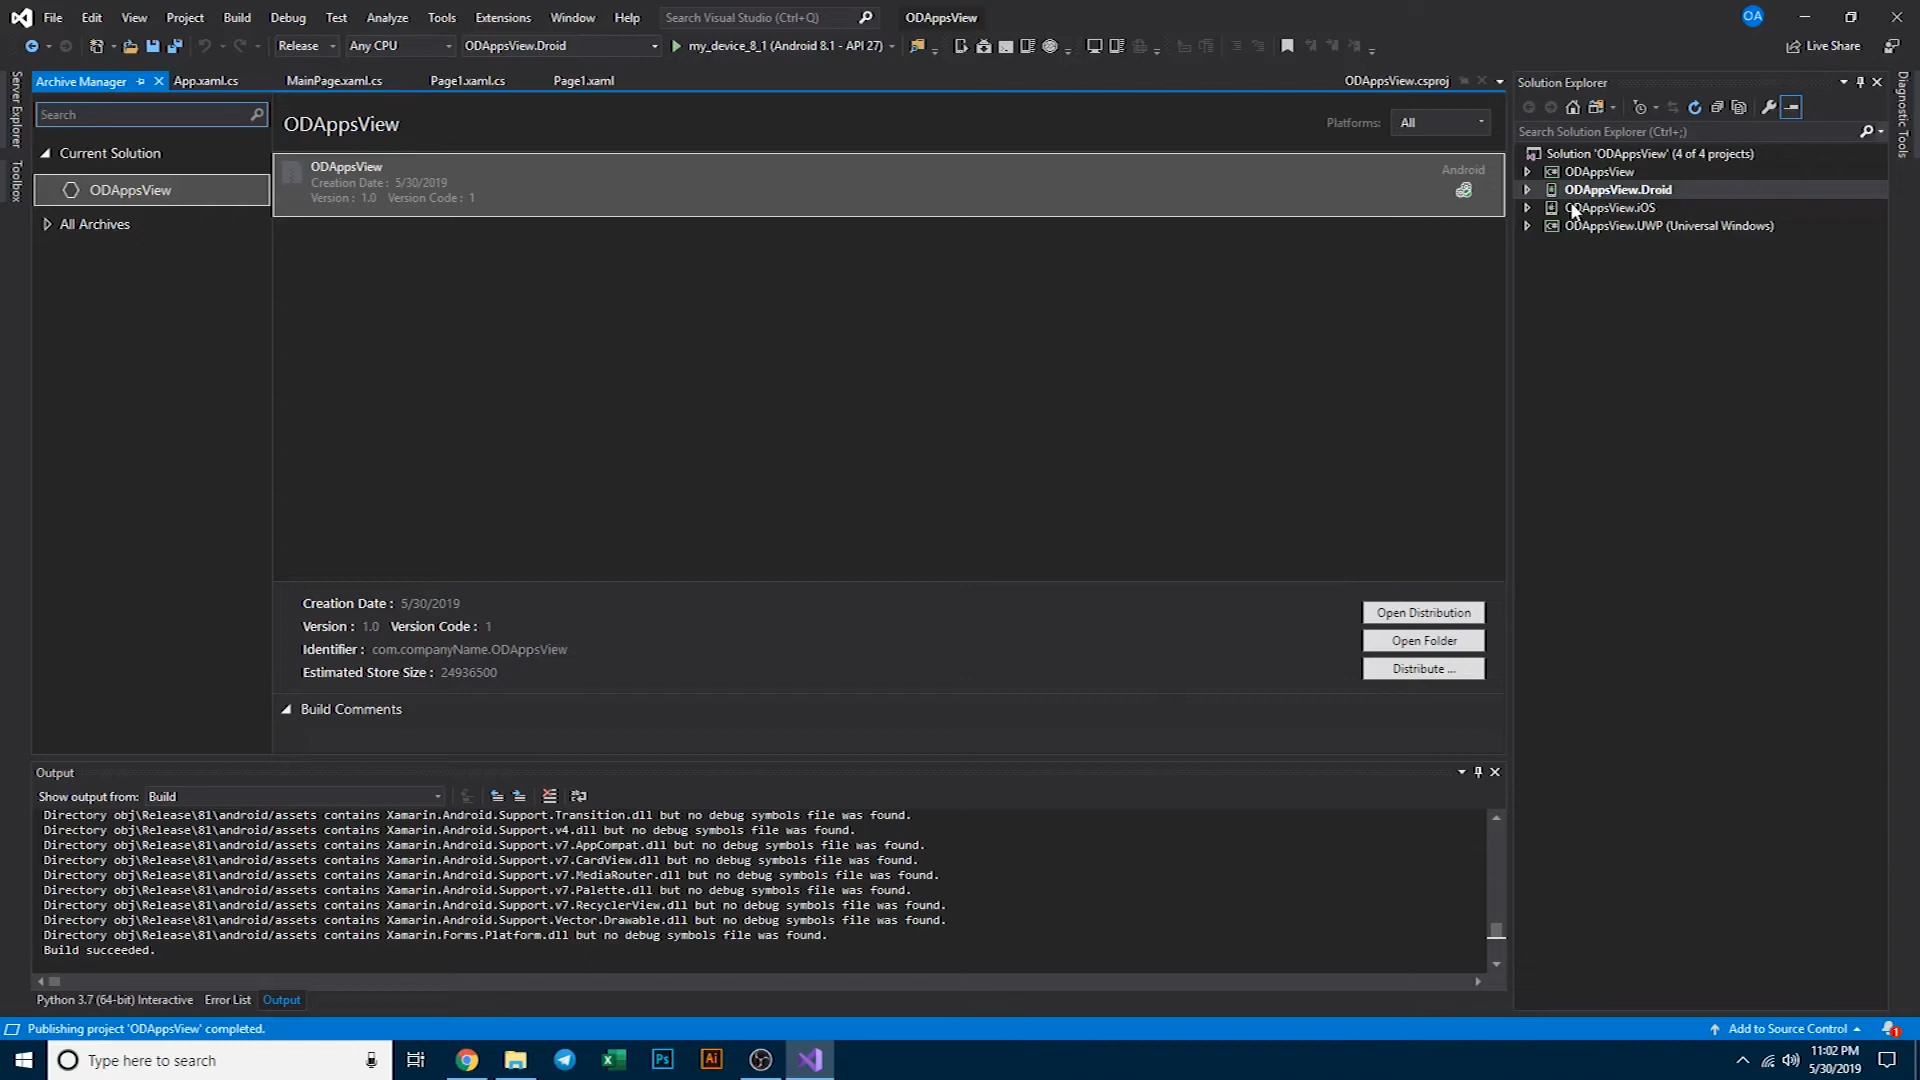 File Edit View Project Build Debug Test Analyze Tools Extensions Window Help Search Visual Studio (Ctrl+Q) ODAppsView OA
Release Any CPU ODAppsView.Droid my_device_8_1 (Android 8.1 - API 27) Live Share
Server Explorer
Toolbox
Archive Manager App.xaml.cs MainPage.xaml.cs Page1.xaml.cs Page1.xaml ODAppsView.csproj
Search
Current Solution
ODAppsView
All Archives
ODAppsView
Platforms: All
ODAppsView
Creation Date : 5/30/2019
Version : 1.0 Version Code : 1
Android
Creation Date : 5/30/2019
Version : 1.0 Version Code : 1
Identifier : com.companyName.ODAppsView
Estimated Store Size : 24936500
Open Distribution
Open Folder
Distribute ...
Build Comments
Solution Explorer
Search Solution Explorer (Ctrl+;)
Solution 'ODAppsView' (4 of 4 projects)
ODAppsView
ODAppsView.Droid
ODAppsView.iOS
ODAppsView.UWP (Universal Windows)
Diagnostic Tools
Output
Show output from: Build
Directory obj\Release\81\android/assets contains Xamarin.Android.Support.Transition.dll but no debug symbols file was found.
Directory obj\Release\81\android/assets contains Xamarin.Android.Support.v4.dll but no debug symbols file was found.
Directory obj\Release\81\android/assets contains Xamarin.Android.Support.v7.AppCompat.dll but no debug symbols file was found.
Directory obj\Release\81\android/assets contains Xamarin.Android.Support.v7.CardView.dll but no debug symbols file was found.
Directory obj\Release\81\android/assets contains Xamarin.Android.Support.v7.MediaRouter.dll but no debug symbols file was found.
Directory obj\Release\81\android/assets contains Xamarin.Android.Support.v7.Palette.dll but no debug symbols file was found.
Directory obj\Release\81\android/assets contains Xamarin.Android.Support.v7.RecyclerView.dll but no debug symbols file was found.
Directory obj\Release\81\android/assets contains Xamarin.Android.Support.Vector.Drawable.dll but no debug symbols file was found.
Directory obj\Release\81\android/assets contains Xamarin.Forms.Platform.dll but no debug symbols file was found.
Build succeeded.
Python 3.7 (64-bit) Interactive Error List Output
Publishing project 'ODAppsView' completed. Add to Source Control 1
Type here to search Ps Ai 11:02 PM
5/30/2019